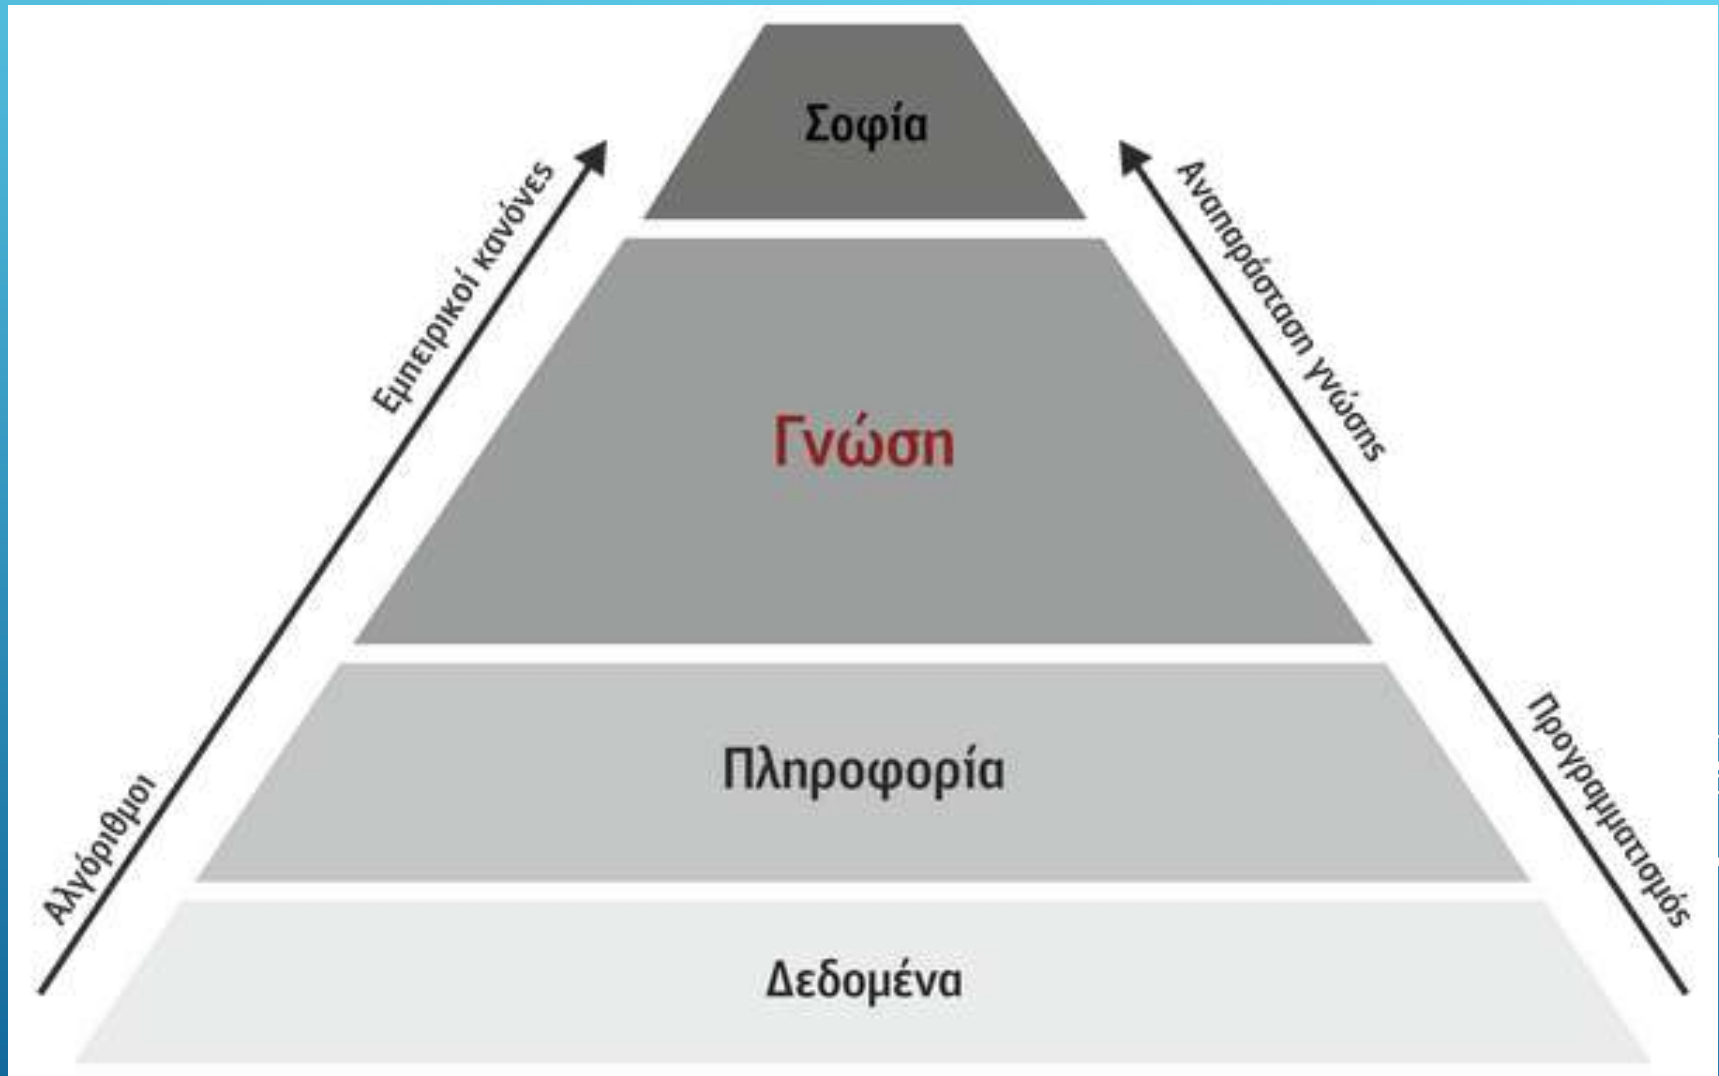 Σοφία
Εμπειρικοί κανόνες
Αναπαράσταση γνώσης
Γνώση
Πληροφορία
Αλγόριθμοι
Προγραμματισμός
Δεδομένα